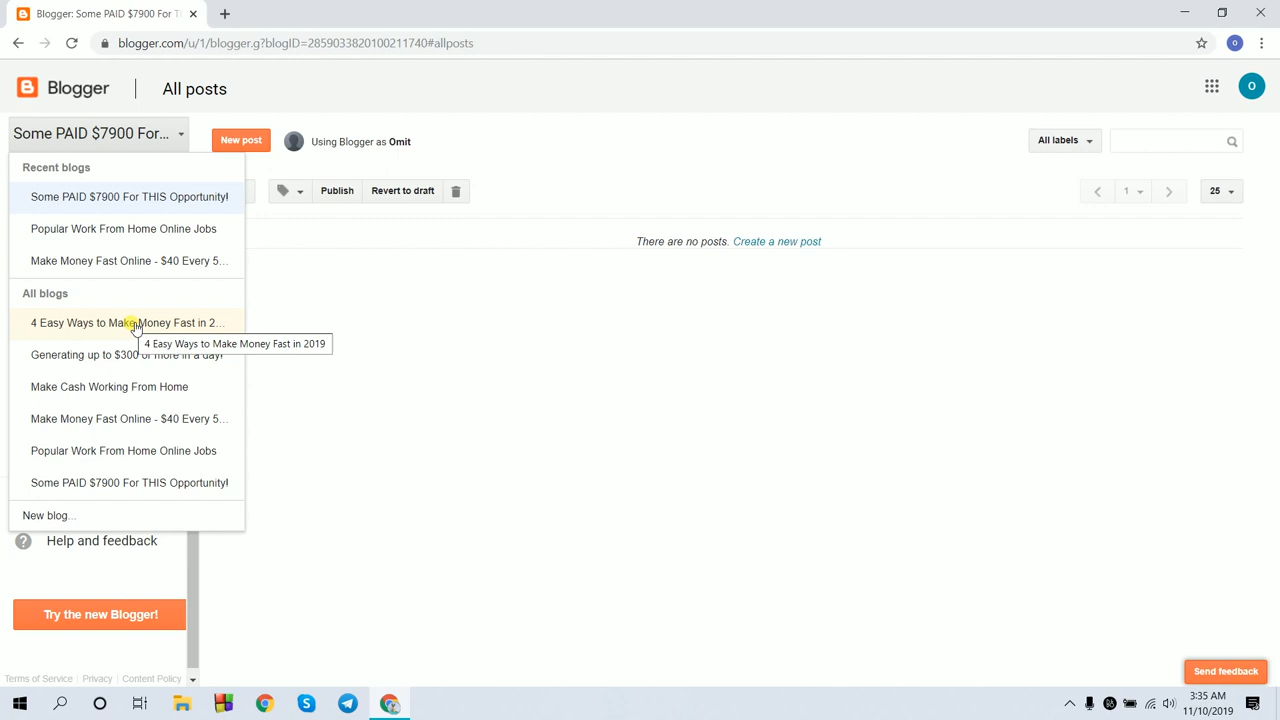 Blogger: Some PAID $7900 For T
blogger.com/u/1/blogger.g?blogID=2859033820100211740#allposts
O
Blogger
All posts
O
Some PAID $7900 For...
New post
Using Blogger as Omit
All labels
Recent blogs
Some PAID $7900 For THIS Opportunity!
Publish
Revert to draft
1
25
Popular Work From Home Online Jobs
There are no posts. Create a new post
Make Money Fast Online - $40 Every 5...
All blogs
4 Easy Ways to Make Money Fast in 2...
4 Easy Ways to Make Money Fast in 2019
Generating up to $300 or more in a day!
Make Cash Working From Home
Make Money Fast Online - $40 Every 5...
Popular Work From Home Online Jobs
Some PAID $7900 For THIS Opportunity!
New blog...
Help and feedback
Try the new Blogger!
Send feedback
Terms of Service
Privacy
Content Policy
3:35 AM
11/10/2019